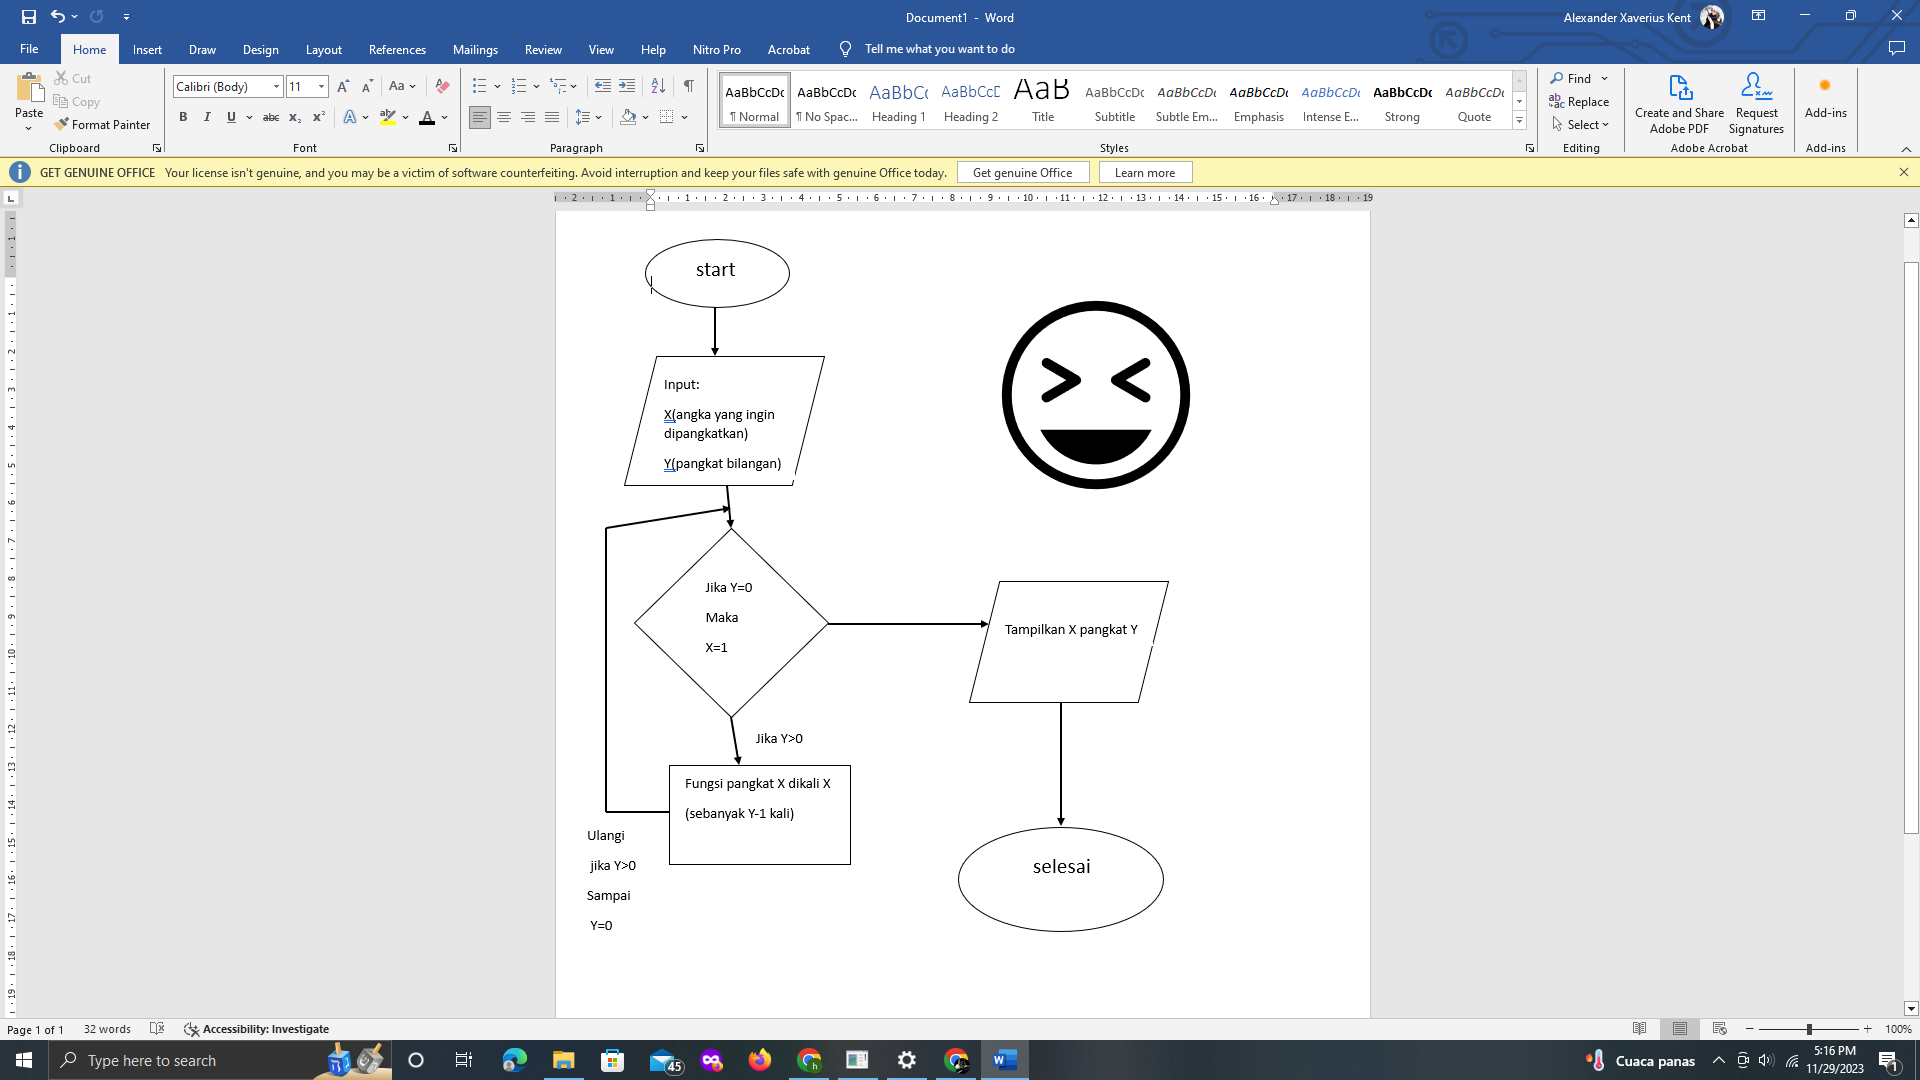 Document1 - Word
Alexander Xaverius Kent
File Home Insert Draw Design Layout References Mailings Review View Help Nitro Pro Acrobat Tell me what you want to do
Paste
Cut
Copy
Format Painter
Clipboard
Calibri (Body) 11
Font
Paragraph
AaBbCcDc AaBbCcDc AaBbCc AaBbCcD AaB AaBbCcDc AaBbCcDc AaBbCcDc AaBbCcDc AaBbCcDc AaBbCcDc
¶ Normal ¶ No Spac... Heading 1 Heading 2 Title Subtitle Subtle Em... Emphasis Intense E... Strong Quote
Styles
Find
Replace
Select
Editing
Create and Share
Adobe PDF
Request
Signatures
Adobe Acrobat
Add-ins
Add-ins
GET GENUINE OFFICE Your license isn't genuine, and you may be a victim of software counterfeiting. Avoid interruption and keep your files safe with genuine Office today. Get genuine Office Learn more
start
Input:
X(angka yang ingin
dipangkatkan)
Y(pangkat bilangan)
Jika Y=0
Maka
X=1
Tampilkan X pangkat Y
Jika Y>0
Fungsi pangkat X dikali X
(sebanyak Y-1 kali)
Ulangi
jika Y>0
Sampai
Y=0
selesai
Page 1 of 1 32 words Accessibility: Investigate 100%
Type here to search
45
Cuaca panas
5:16 PM
11/29/2023
1